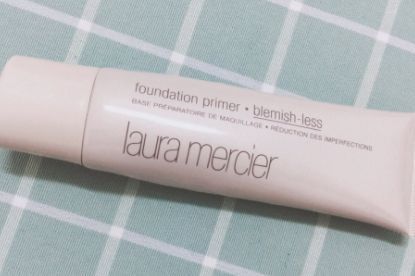 foundation primer • blemish-less
BASE PRÉPARATOIRE DE MAQUILLAGE • RÉDUCTION DES IMPERFECTIONS
laura mercier